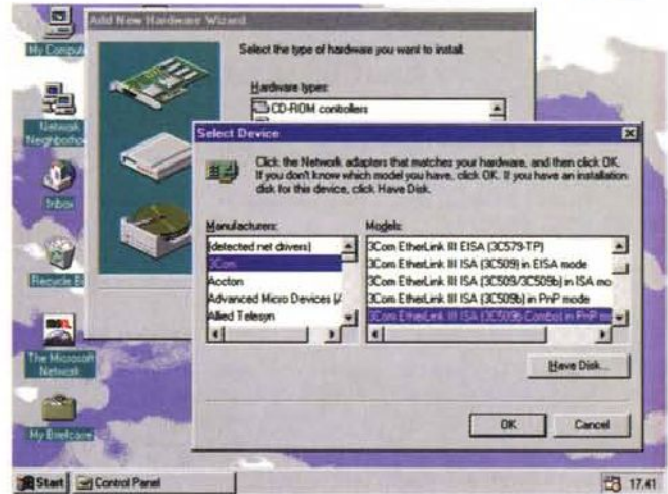 My Comput
Network
Neighborho
Inbox
Recycle B
msn.
The Microsoft
Network
My Briefcase
Add New Hardware Wizard
Select the type of hardware you want to install.
Hardware types:
CD-ROM controllers
Select Device
Click the Network adapters that matches your hardware, and then click OK.
If you don't know which model you have, click OK. If you have an installation
disk for this device, click Have Disk.
Manufacturers:
(detected net drivers)
3Com
Accton
Advanced Micro Devices (A
Allied Telesyn
Models:
3Com EtherLink III EISA (3C579-TP)
3Com EtherLink III ISA (3C509) in EISA mode
3Com EtherLink III ISA (3C509/3C509b) in ISA mo
3Com EtherLink III ISA (3C509b) in PnP mode
3Com EtherLink III ISA (3C509b-Combo) in PnP m
Have Disk...
OK
Cancel
Start
Control Panel
17.41